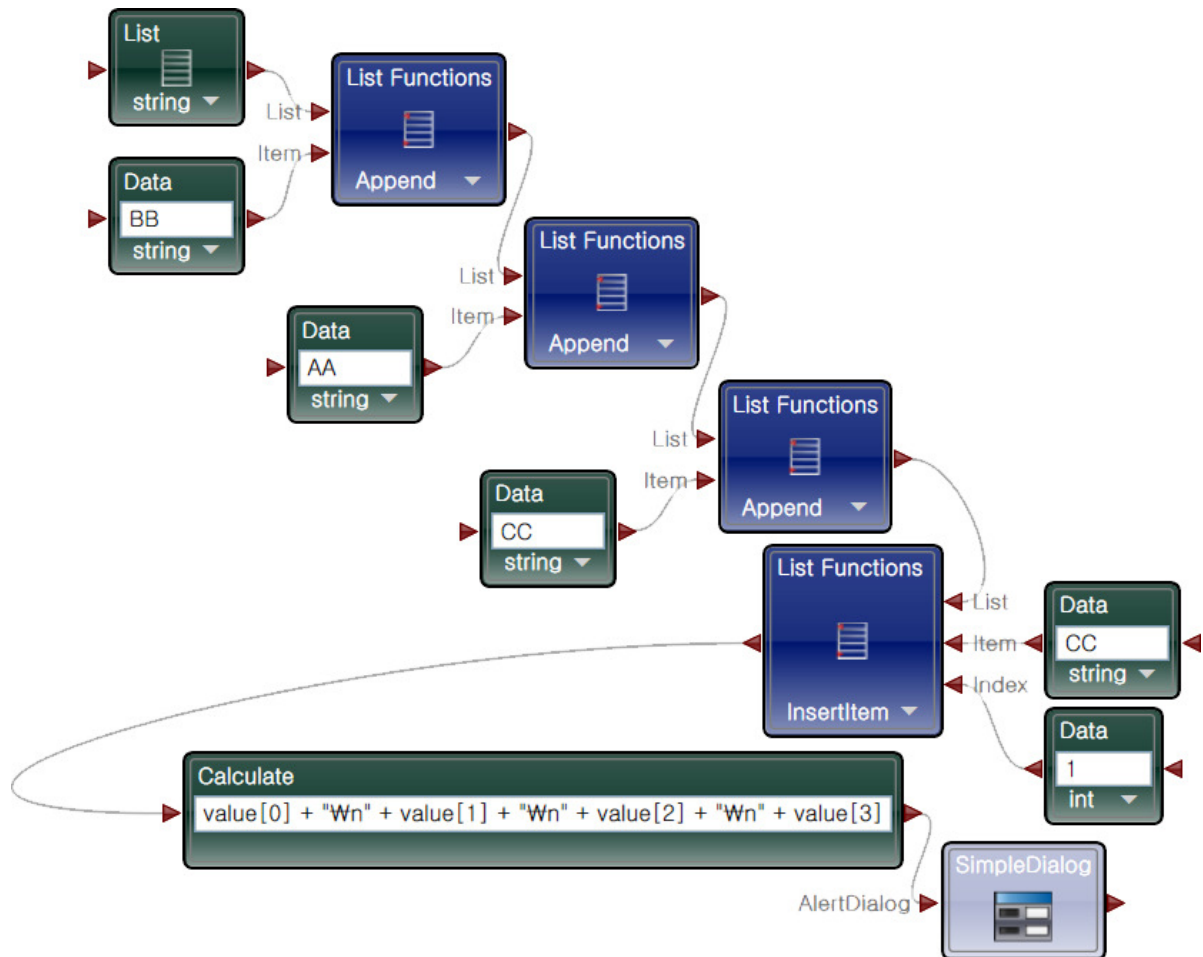 List
string
List Functions
List
Item
Append
Data
BB
string
List Functions
List
Item
Append
Data
AA
string
List Functions
List
Item
Append
Data
CC
string
List Functions
List
Item
Index
InsertItem
Data
CC
string
Data
1
int
Calculate
value[0] + "₩n" + value[1] + "₩n" + value[2] + "₩n" + value[3]
SimpleDialog
AlertDialog